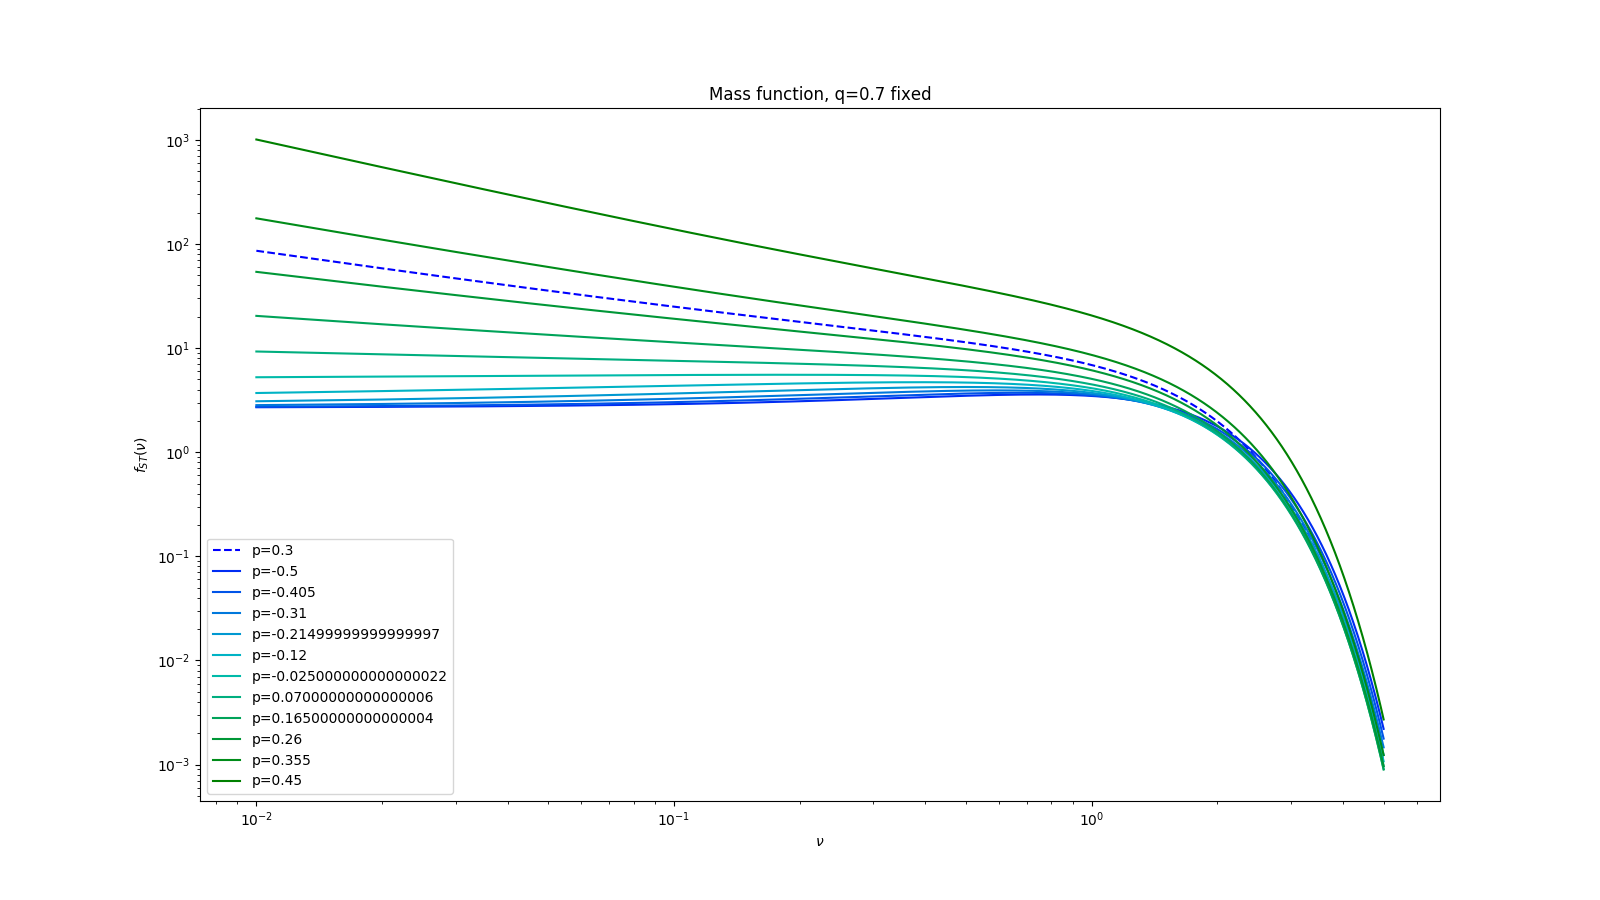 Mass function, q=0.7 fixed
10³
10²
10¹
10⁰
10⁻¹
10⁻²
10⁻³
f_ST(ν)
p=0.3
p=-0.5
p=-0.405
p=-0.31
p=-0.21499999999999997
p=-0.12
p=-0.025000000000000022
p=0.07000000000000006
p=0.16500000000000004
p=0.26
p=0.355
p=0.45
10⁻²
10⁻¹
10⁰
ν